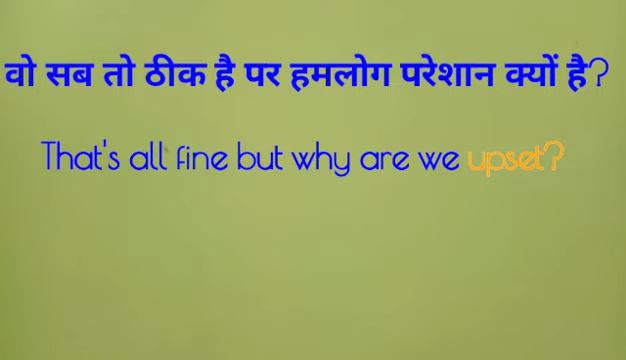 वो सब तो ठीक है पर हमलोग परेशान क्यों है?
That's all fine but why are we upset?